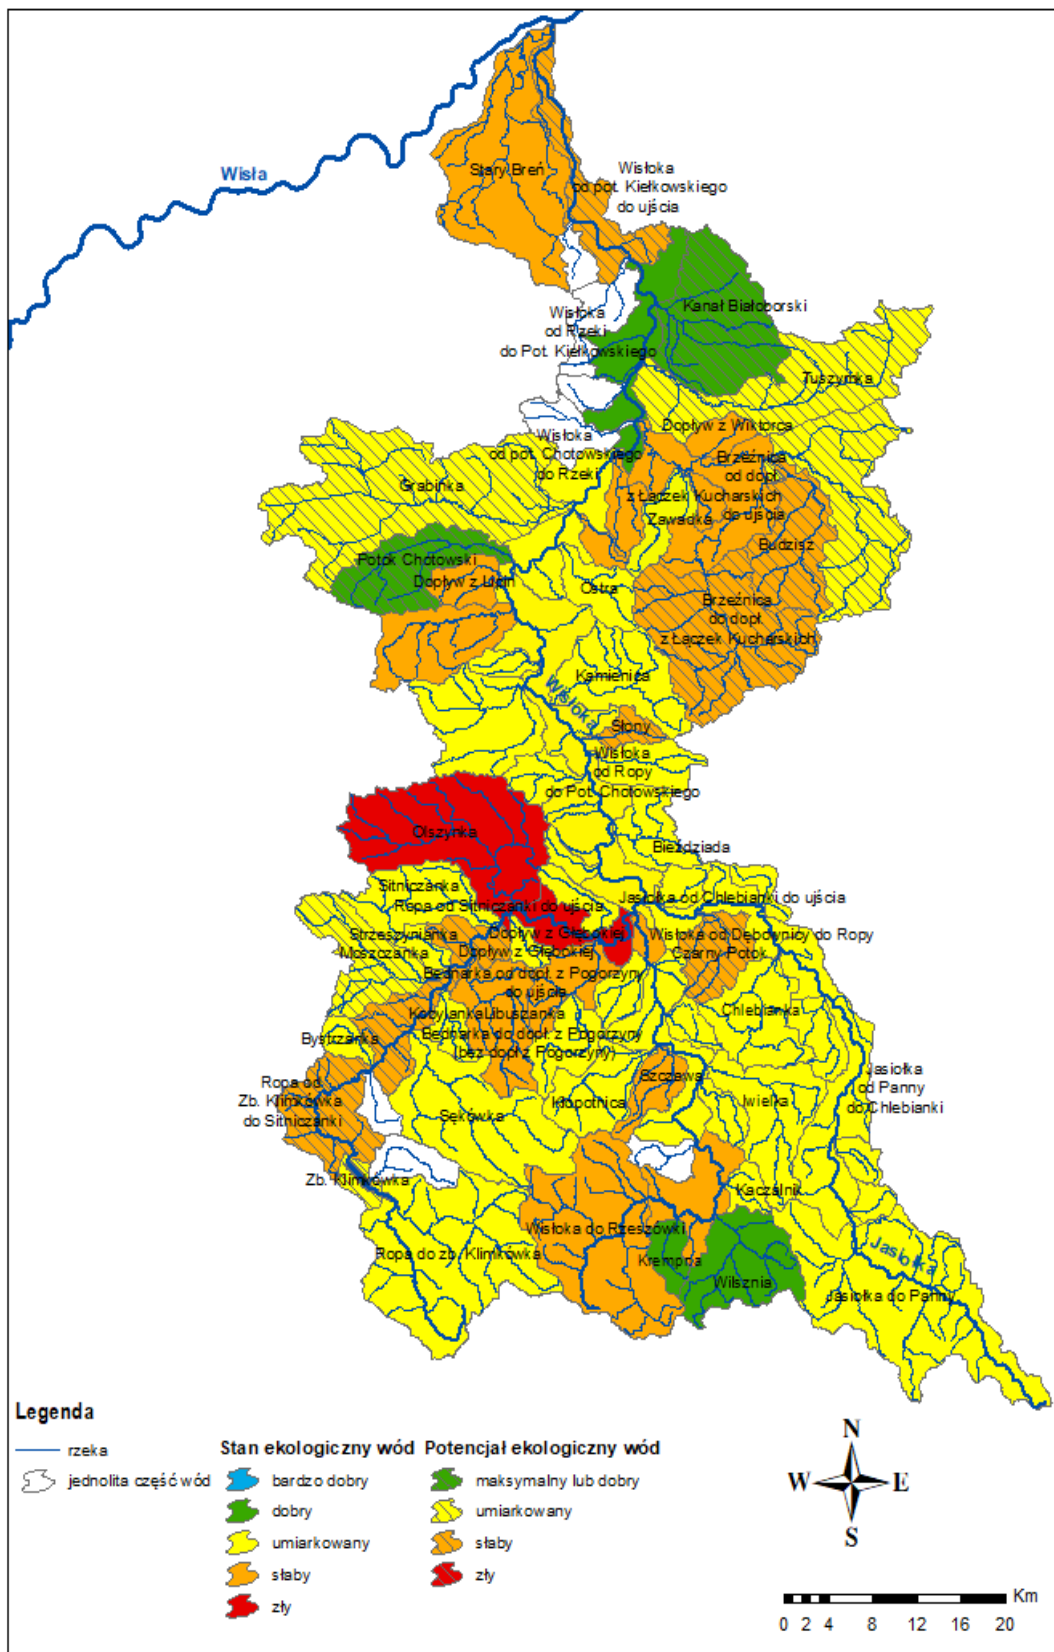 Wisła
Stary Breń
Wisłoka
od pot. Kiełkowskiego
do ujścia
Kanał Białoborski
Wisłoka
od Rzeki
do Pot. Kiełkowskiego
Tuszymka
Dopływ z Wiktorca
Wisłoka
od pot. Chotowskiego
do Rzeki
Brzeźnica
od dopł.
z Łączek Kucharskich
do ujścia
Grabinka
Zawadka
Budzisz
Potok Chotowski
Dopływ z Lipin
Ostra
Brzeźnica
do dopł.
z Łączek Kucharskich
Kamienica
Wisłoka
Słony
Wisłoka
od Ropy
do Pot. Chotowskiego
Olszynka
Bieździada
Sitniczanka
Jasiołka od Chlebianki do ujścia
Ropa od Sitniczanki do ujścia
Strzeszynianka
Dopływ z Głębokiej
Wisłoka od Dębownicy do Ropy
Moszczanka
Dopływ z Głębokiej
Czarny Potok
Bednarka od dopł. z Pogorzyny
do ujścia
Kobylanka
Libuszanka
Chlebianka
Bystrzanka
Bednarka do dopł. z Pogorzyny
(bez dopł z Pogorzyny)
Ropa od
Zb. Klimkówka
do Sitniczanki
Szczawa
Jasiołka
od Panny
do Chlebianki
Sękówka
Kłopotnica
Iwielka
Zb. Klimkówka
Kaczalnik
Wisłoka do Rzeszówki
Ropa do zb. Klimkówka
Krempna
Wilsznia
Jasiołka
Jasiołka do Panny
Legenda
rzeka
jednolita część wód
Stan ekologiczny wód
bardzo dobry
dobry
umiarkowany
słaby
zły
Potencjał ekologiczny wód
maksymalny lub dobry
umiarkowany
słaby
zły
N
W E
S
Km
0 2 4 8 12 16 20